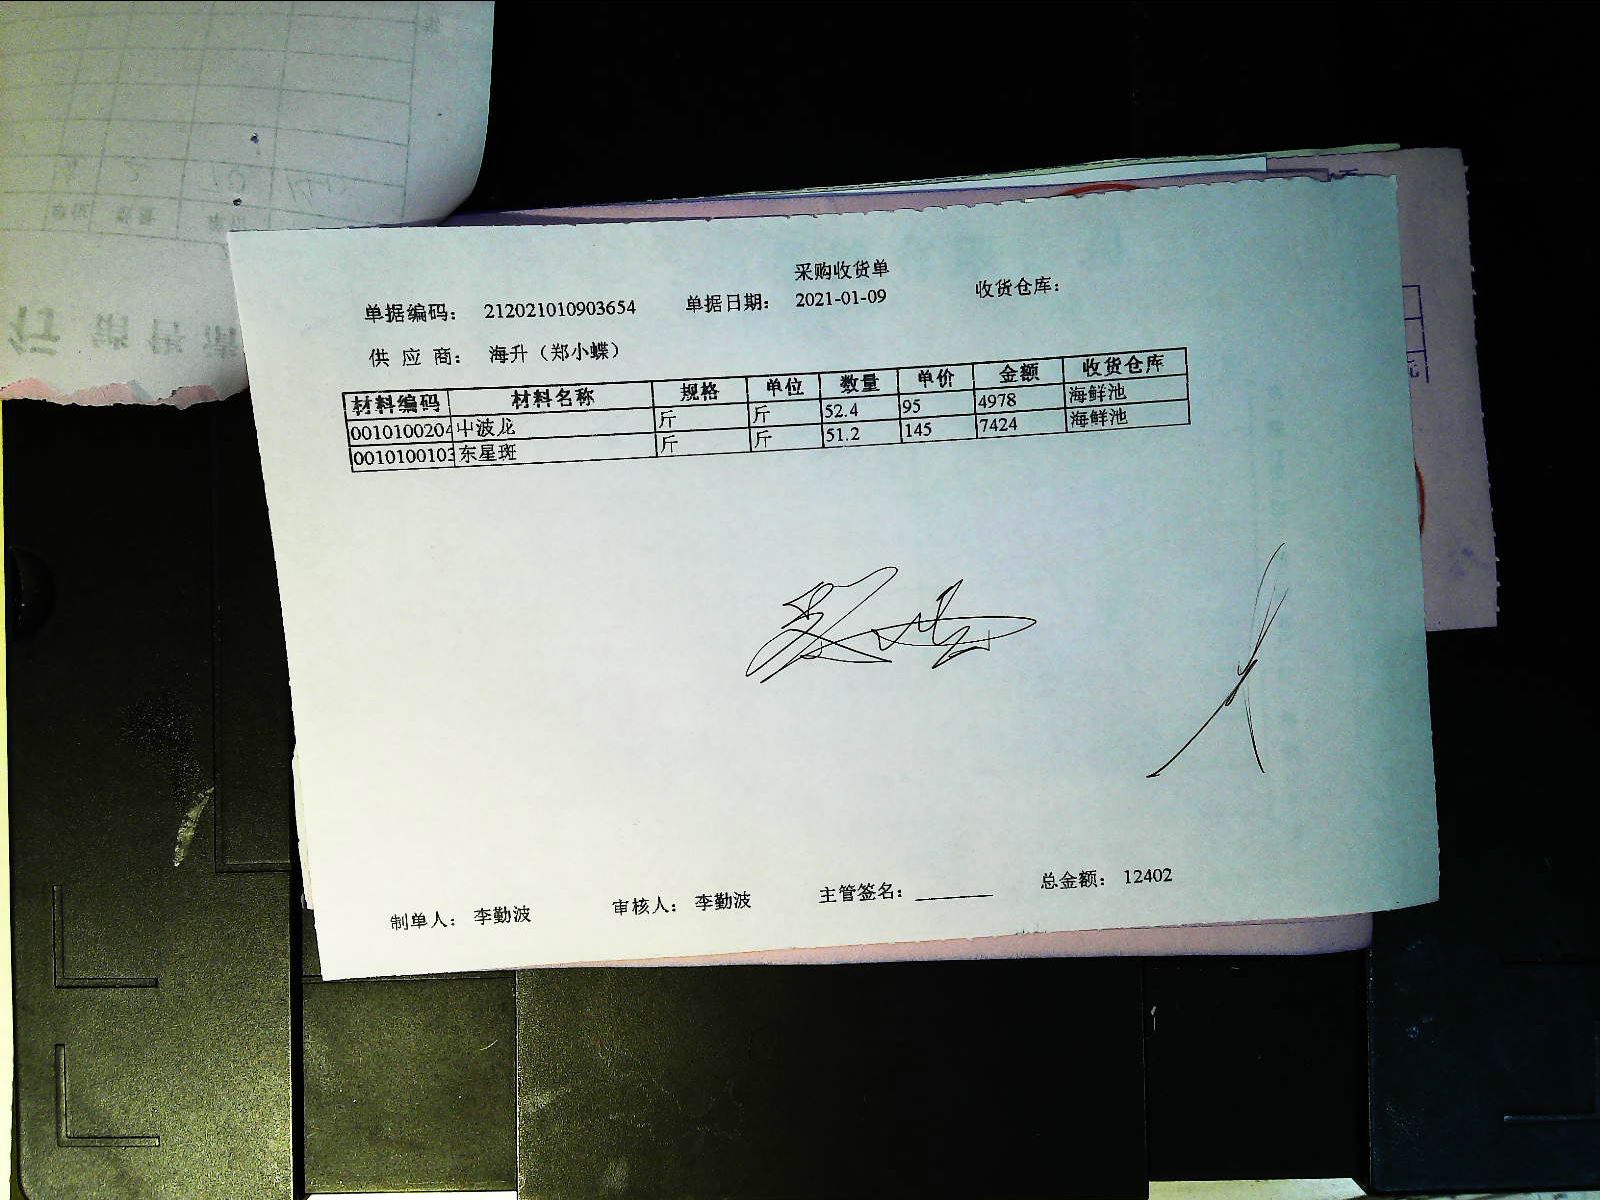 采购收货单
单据编码： 212021010903654 单据日期： 2021-01-09 收货仓库：
供 应 商： 海升（郑小蝶）
材料编码 材料名称 规格 单位 数量 单价 金额 收货仓库
0010100204 中波龙 斤 斤 52.4 95 4978 海鲜池
0010100103 东星斑 斤 斤 51.2 145 7424 海鲜池
制单人： 李勤波 审核人： 李勤波 主管签名： 总金额： 12402